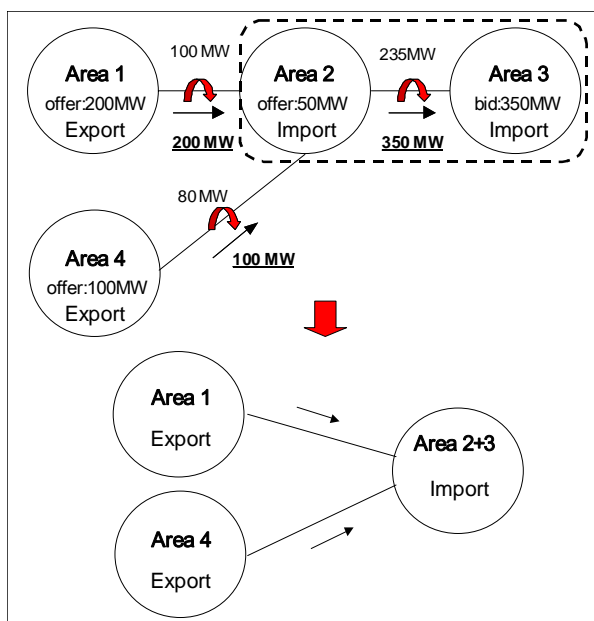 100 MW
235MW
Area 1
offer:200MW
Export
200 MW
Area 2
offer:50MW
Import
350 MW
Area 3
bid:350MW
Import
80 MW
100 MW
Area 4
offer:100MW
Export
Area 1
Export
Area 2+3
Import
Area 4
Export